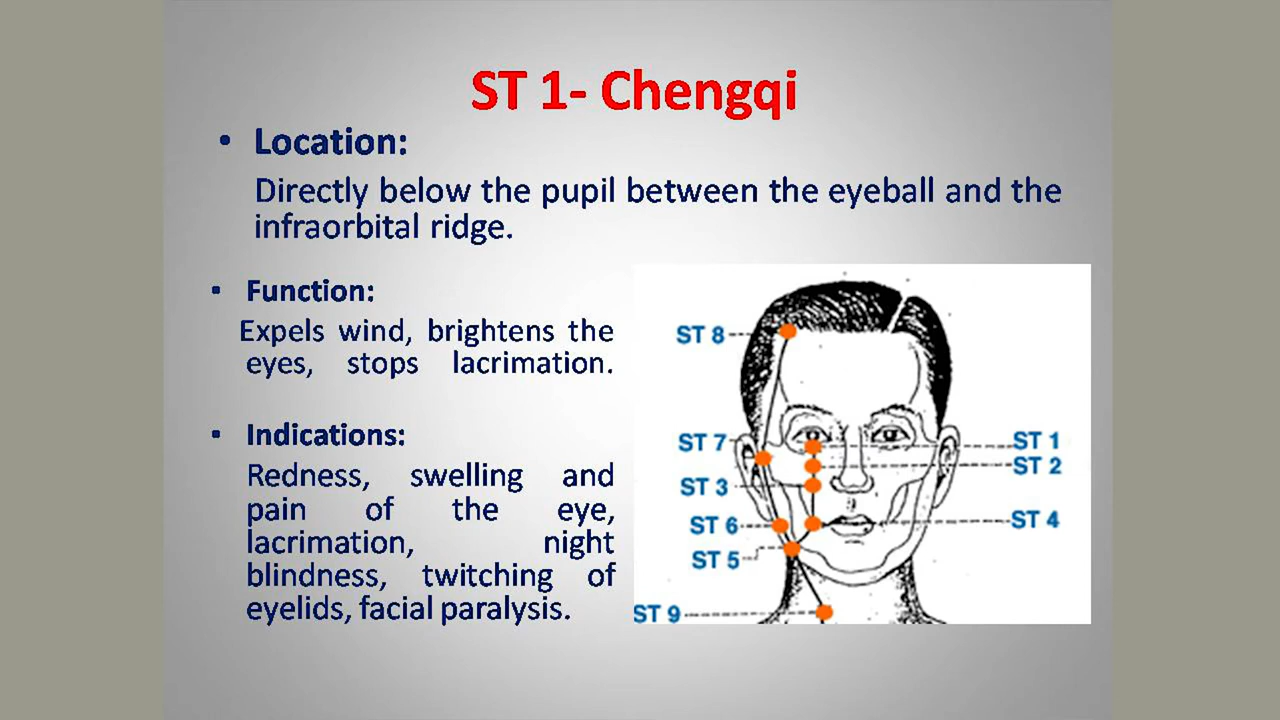 ST 1- Chengqi
• Location:
Directly below the pupil between the eyeball and the
infraorbital ridge.
• Function:
Expels wind, brightens the
eyes, stops lacrimation.
• Indications:
Redness, swelling and
pain of the eye,
lacrimation, night
blindness, twitching of
eyelids, facial paralysis.
ST 8
ST 7
ST 1
ST 2
ST 3
ST 6
ST 4
ST 5
ST 9